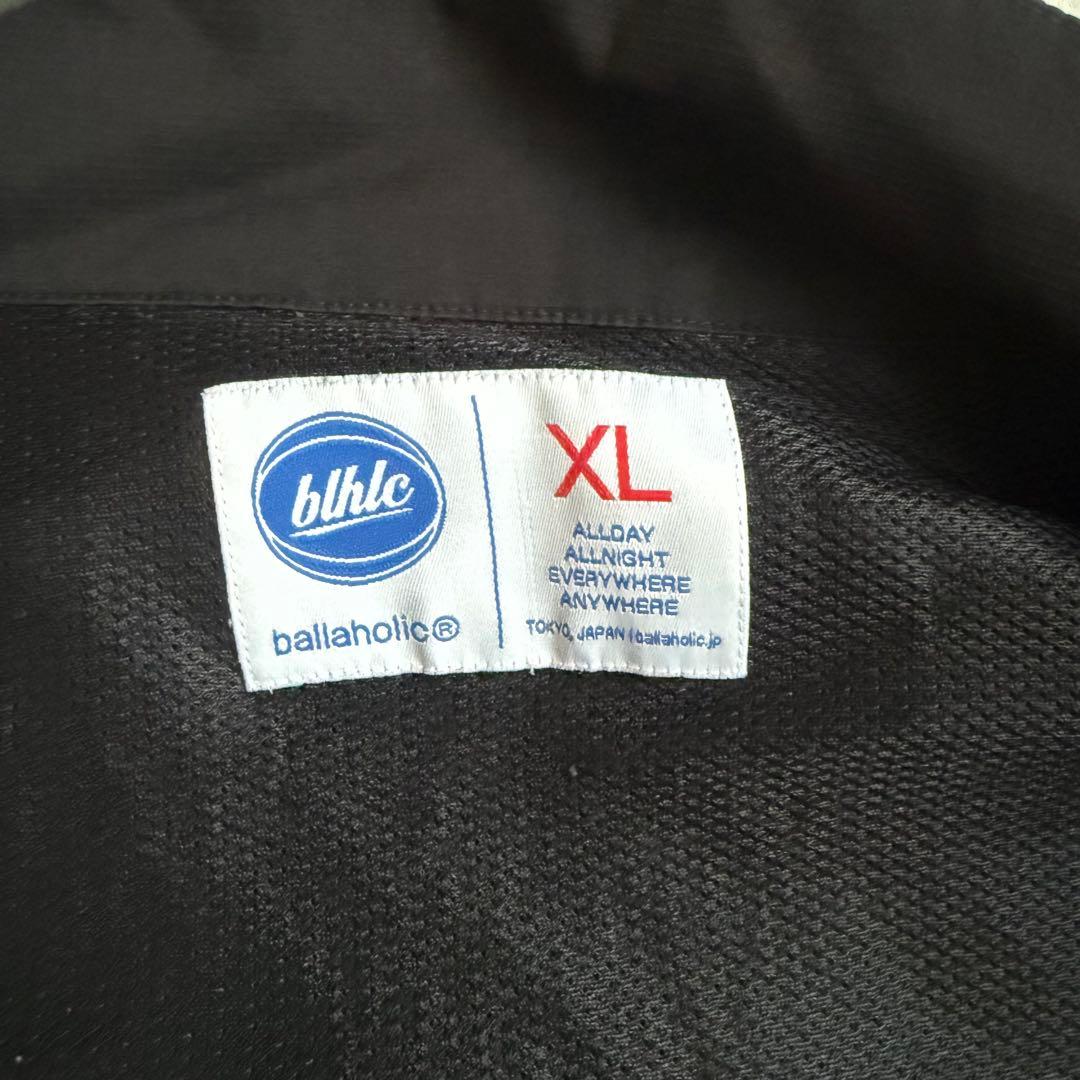 blhlc
ballaholic®
XL
ALLDAY
ALLNIGHT
EVERYWHERE
ANYWHERE
TOKYO, JAPAN / ballaholic.jp